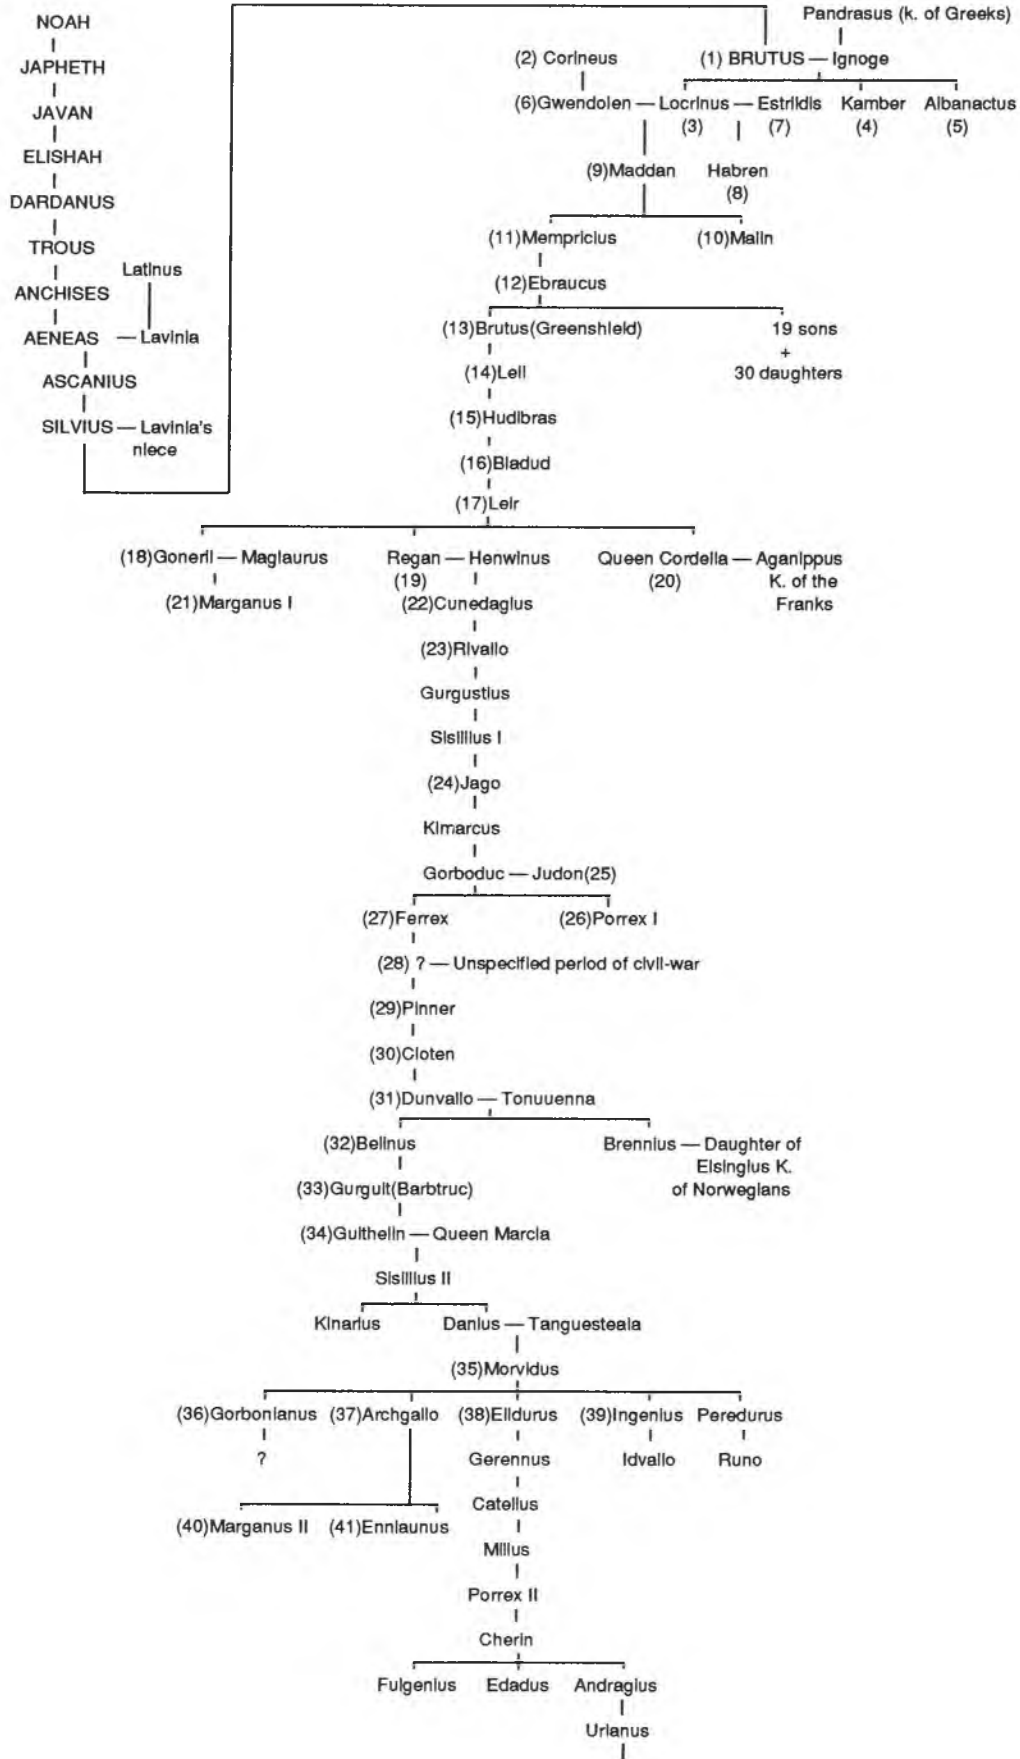 NOAH
JAPHETH
JAVAN
ELISHAH
DARDANUS
TROUS
Latinus
ANCHISES
AENEAS — Lavinia
ASCANIUS
SILVIUS — Lavinia's
niece
Pandrasus (k. of Greeks)
(2) Corineus
(1) BRUTUS — Ignoge
(6)Gwendolen — Locrinus — Estrildis Kamber Albanactus
(3) (7) (4) (5)
(9)Maddan Habren
(8)
(11)Mempricius (10)Malin
(12)Ebraucus
(13)Brutus(Greenshield) 19 sons
+
(14)Leil 30 daughters
(15)Hudibras
(16)Bladud
(17)Leir
(18)Goneril — Maglaurus Regan — Henwinus Queen Cordelia — Aganippus
(19) (20) K. of the
(21)Marganus I (22)Cunedagius Franks
(23)Rivallo
Gurgustius
Sisillius I
(24)Jago
Kimarcus
Gorboduc — Judon(25)
(27)Ferrex (26)Porrex I
(28) ? — Unspecified period of civil-war
(29)Pinner
(30)Cloten
(31)Dunvallo — Tonuuenna
(32)Belinus Brennius — Daughter of
Elsingius K.
(33)Gurguit(Barbtruc) of Norwegians
(34)Guithelin — Queen Marcia
Sisillius II
Kinarius Danius — Tanguesteaia
(35)Morvidus
(36)Gorbonianus (37)Archgallo (38)Elidurus (39)Ingenius Peredurus
? Gerennus Idvallo Runo
Catellus
(40)Marganus II (41)Enniaunus
Millus
Porrex II
Cherin
Fulgenius Edadus Andragius
Urianus